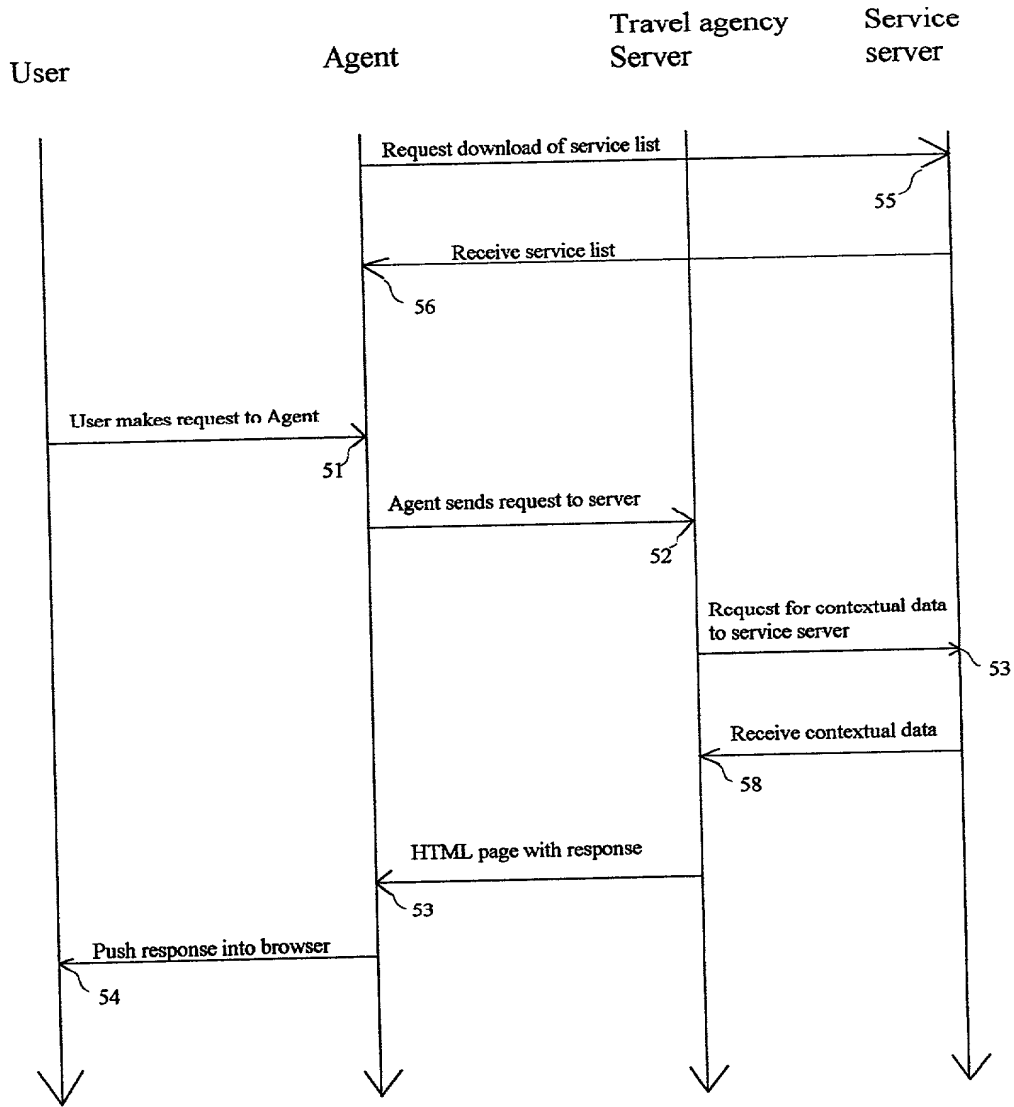 User
Agent
Travel agency
Server
Service
server
Request download of service list
55
Receive service list
56
User makes request to Agent
51
Agent sends request to server
52
Request for contextual data
to service server
53
Receive contextual data
58
HTML page with response
53
Push response into browser
54